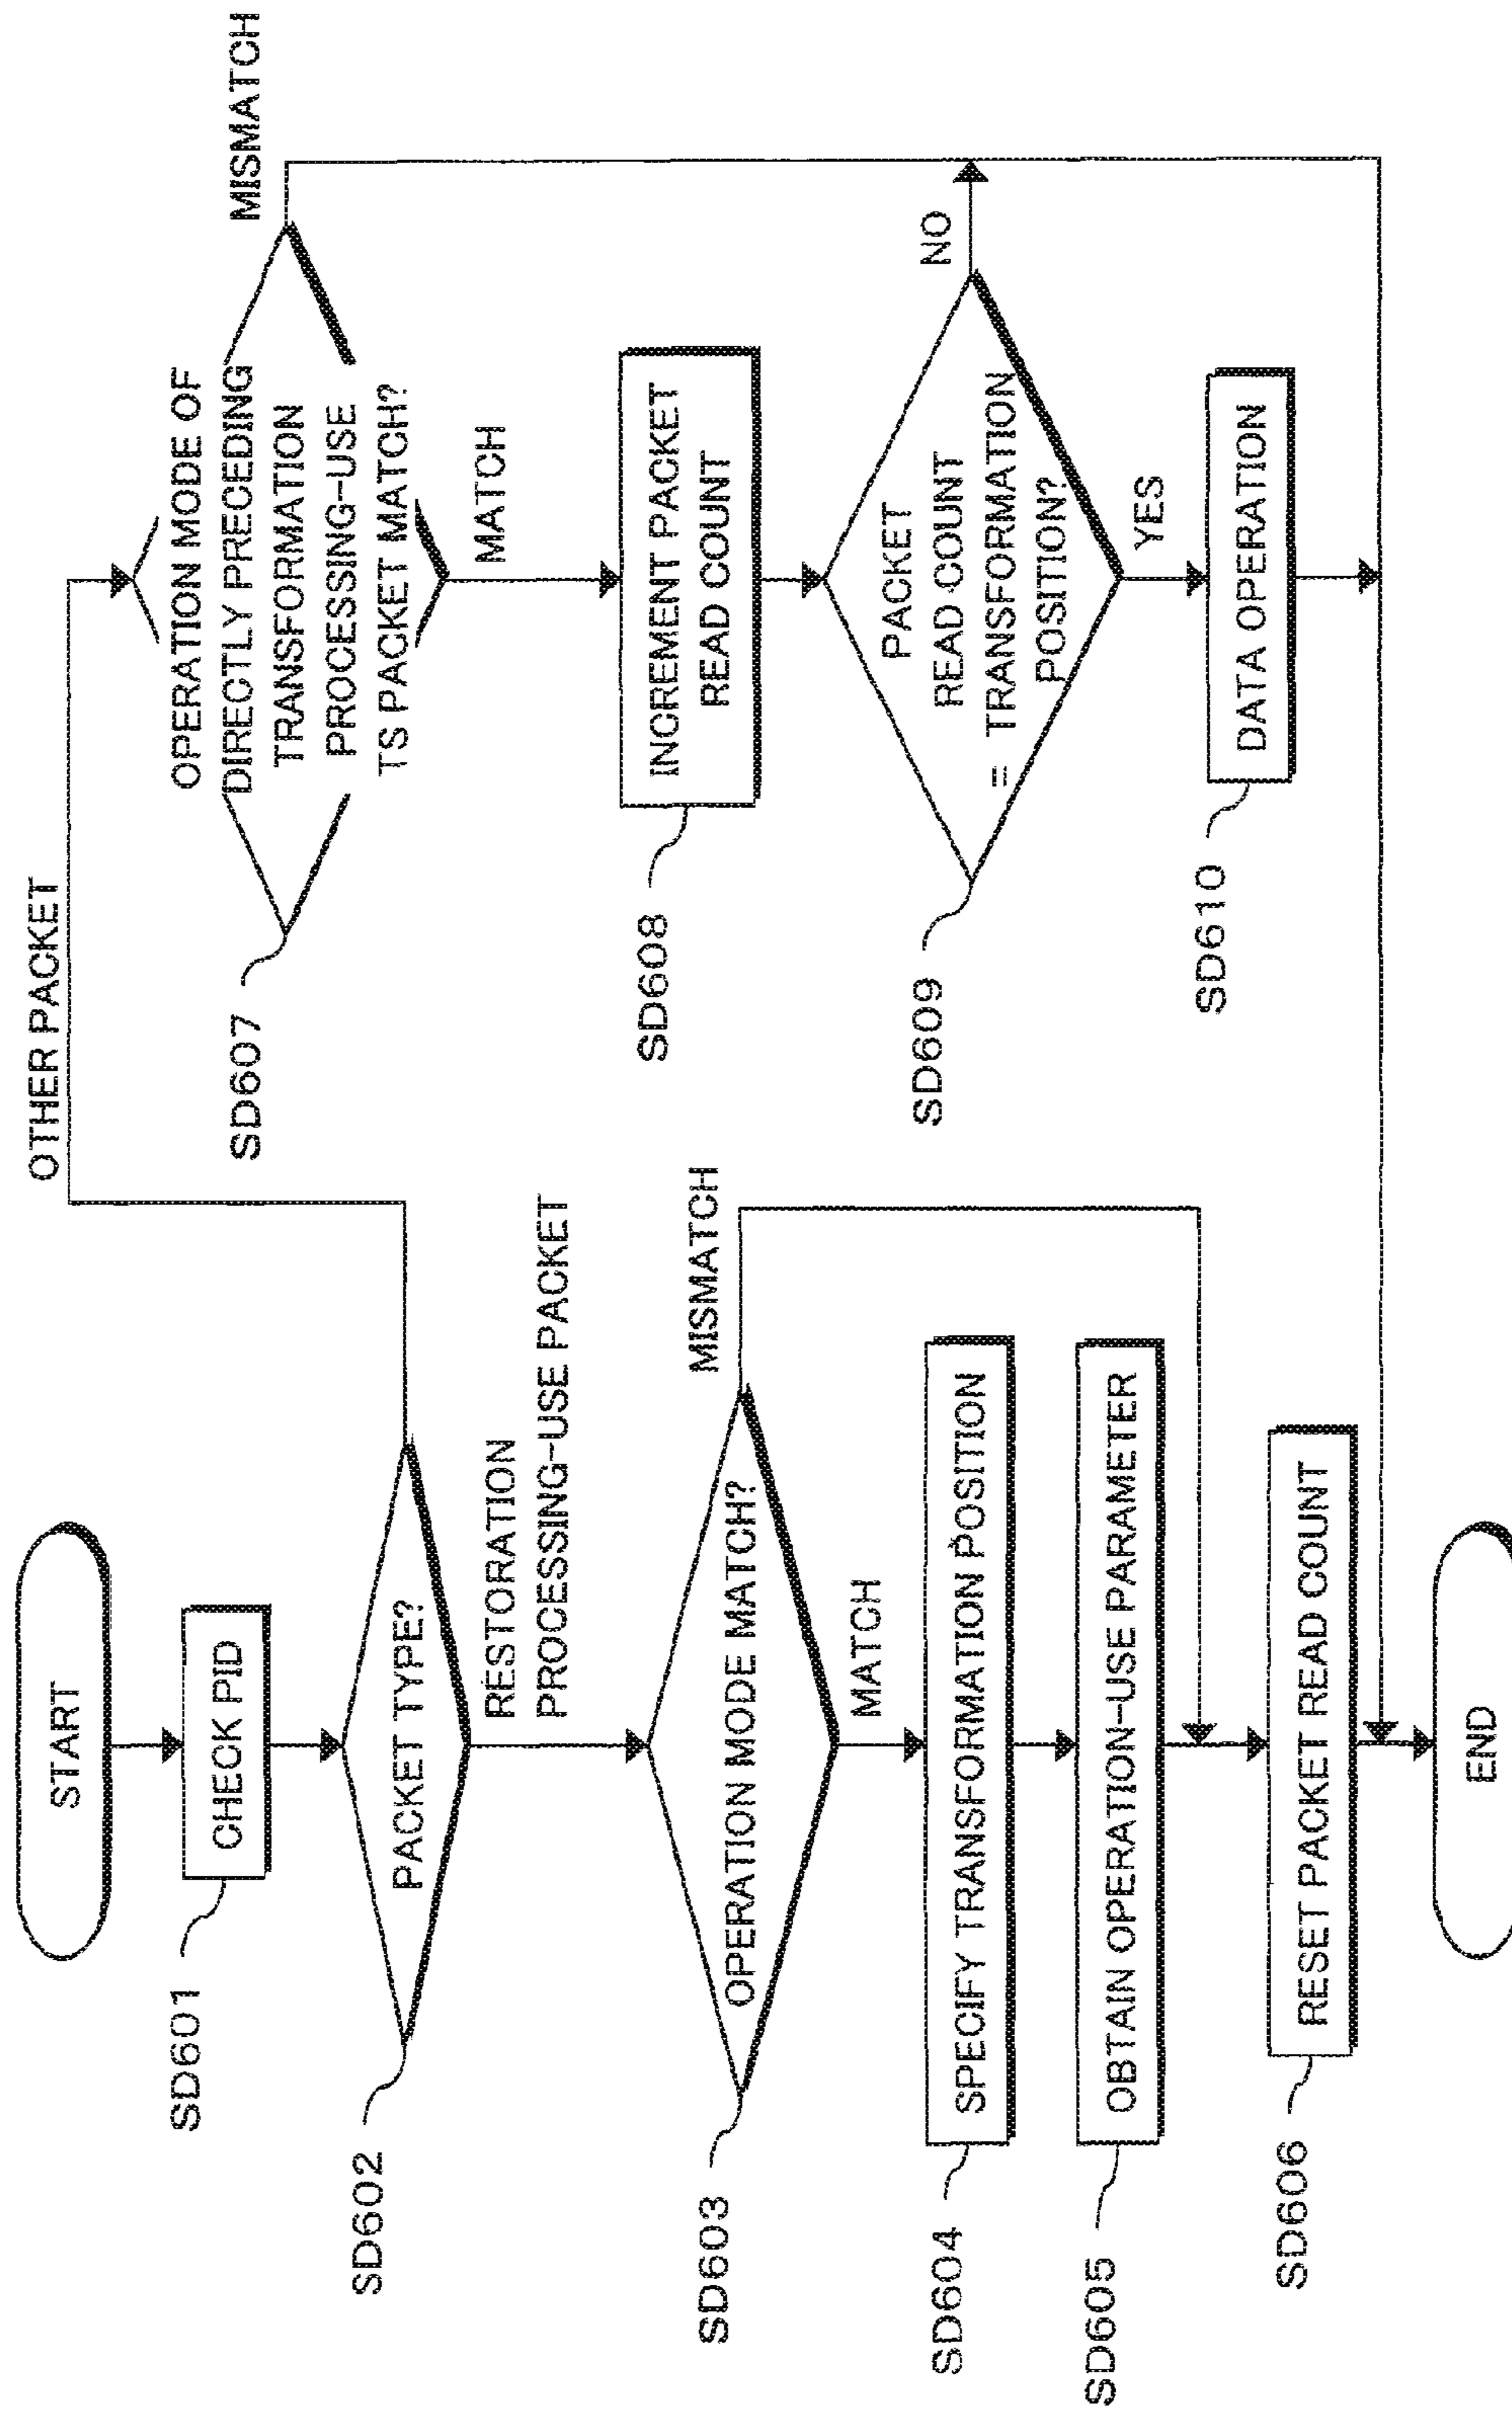 START
SD601
CHECK PID
SD602
PACKET TYPE?
OTHER PACKET
RESTORATION
PROCESSING-USE PACKET
SD603
OPERATION MODE MATCH?
MISMATCH
MATCH
SD604
SPECIFY TRANSFORMATION POSITION
SD605
OBTAIN OPERATION-USE PARAMETER
SD606
RESET PACKET READ COUNT
END
SD607
OPERATION MODE OF
DIRECTLY PRECEDING
TRANSFORMATION
PROCESSING-USE
TS PACKET MATCH?
MISMATCH
MATCH
SD608
INCREMENT PACKET
READ COUNT
SD609
PACKET
READ COUNT
= TRANSFORMATION
POSITION?
NO
YES
SD610
DATA OPERATION